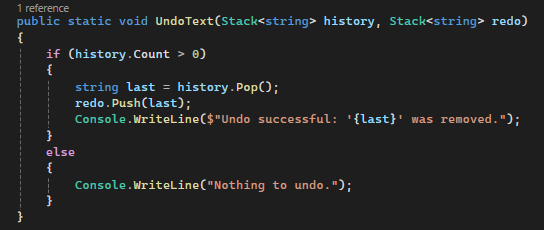 1 reference
public static void UndoText(Stack<string> history, Stack<string> redo)
{
    if (history.Count > 0)
    {
        string last = history.Pop();
        redo.Push(last);
        Console.WriteLine($"Undo successful: '{last}' was removed.");
    }
    else
    {
        Console.WriteLine("Nothing to undo.");
    }
}